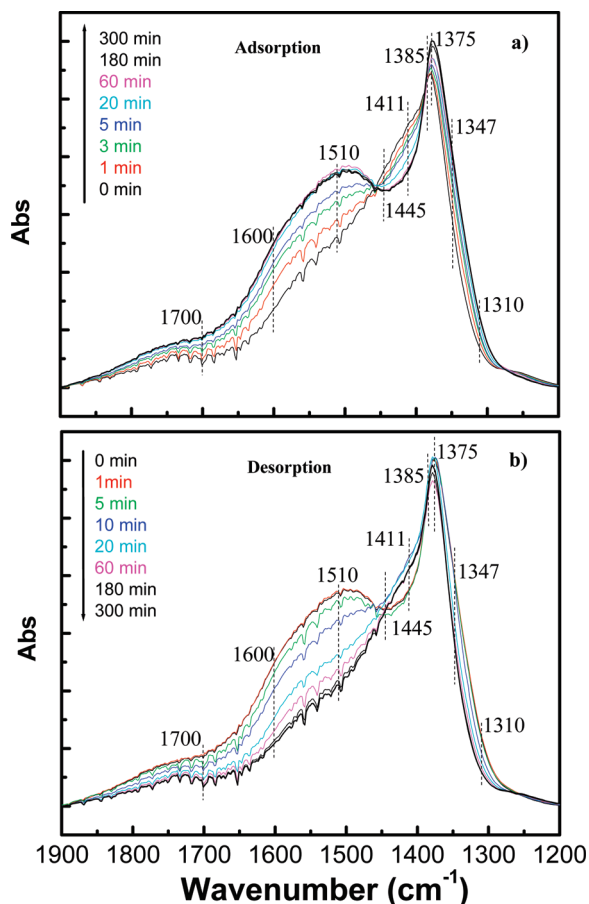 300 min
180 min
60 min
20 min
5 min
3 min
1 min
0 min
Adsorption
a)
1375
1385
1411
1347
1510
1445
1600
1310
1700
Abs
0 min
1min
5 min
10 min
20 min
60 min
180 min
300 min
Desorption
b)
1375
1385
1411
1347
1510
1445
1600
1310
1700
Abs
1900 1800 1700 1600 1500 1400 1300 1200
Wavenumber (cm⁻¹)